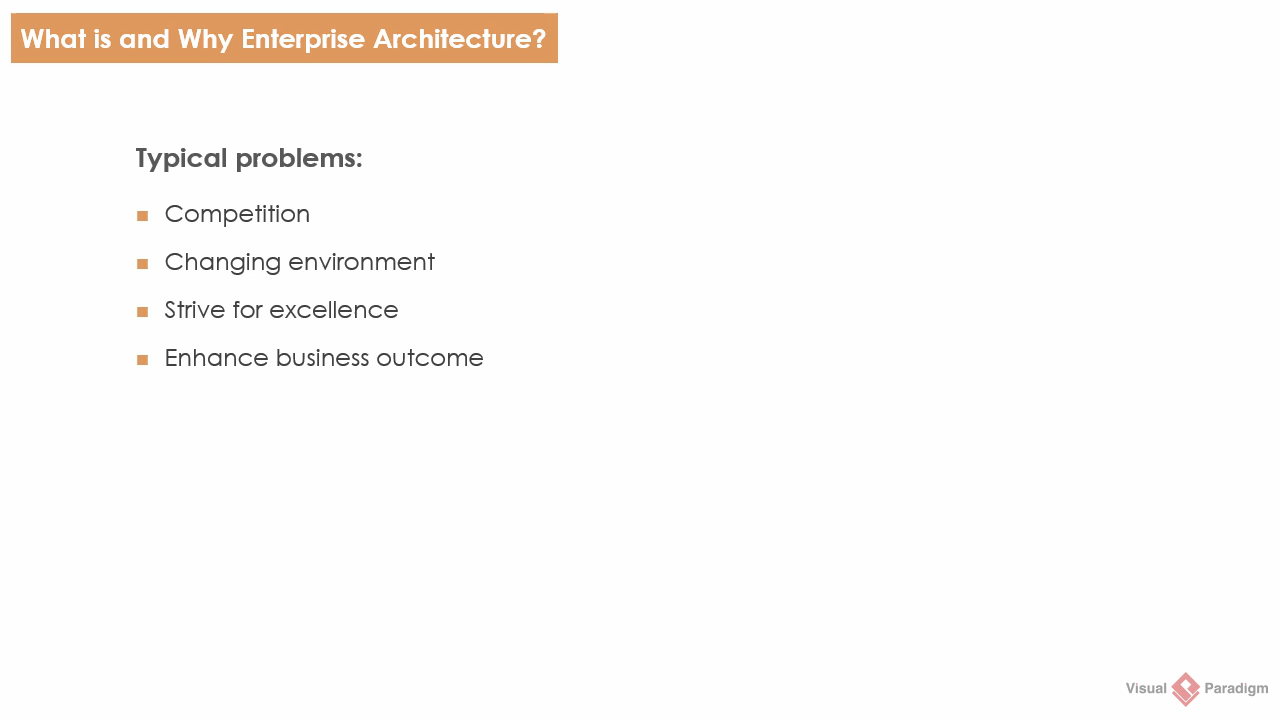 What is and Why Enterprise Architecture?
Typical problems:
Competition
Changing environment
Strive for excellence
Enhance business outcome
Visual Paradigm